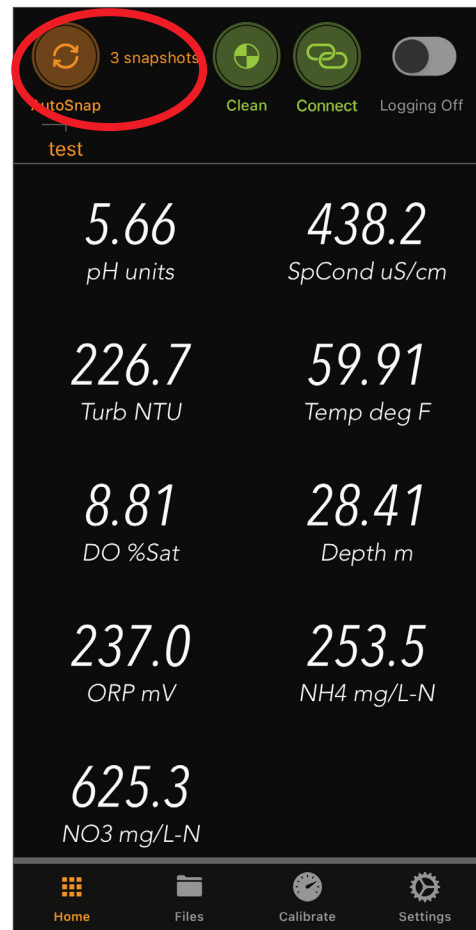 3 snapshots
AutoSnap
Clean
Connect
Logging Off
test
5.66
438.2
pH units
SpCond uS/cm
226.7
59.91
Turb NTU
Temp deg F
8.81
28.41
DO %Sat
Depth m
237.0
253.5
ORP mV
NH4 mg/L-N
625.3
NO3 mg/L-N
Home
Files
Calibrate
Settings